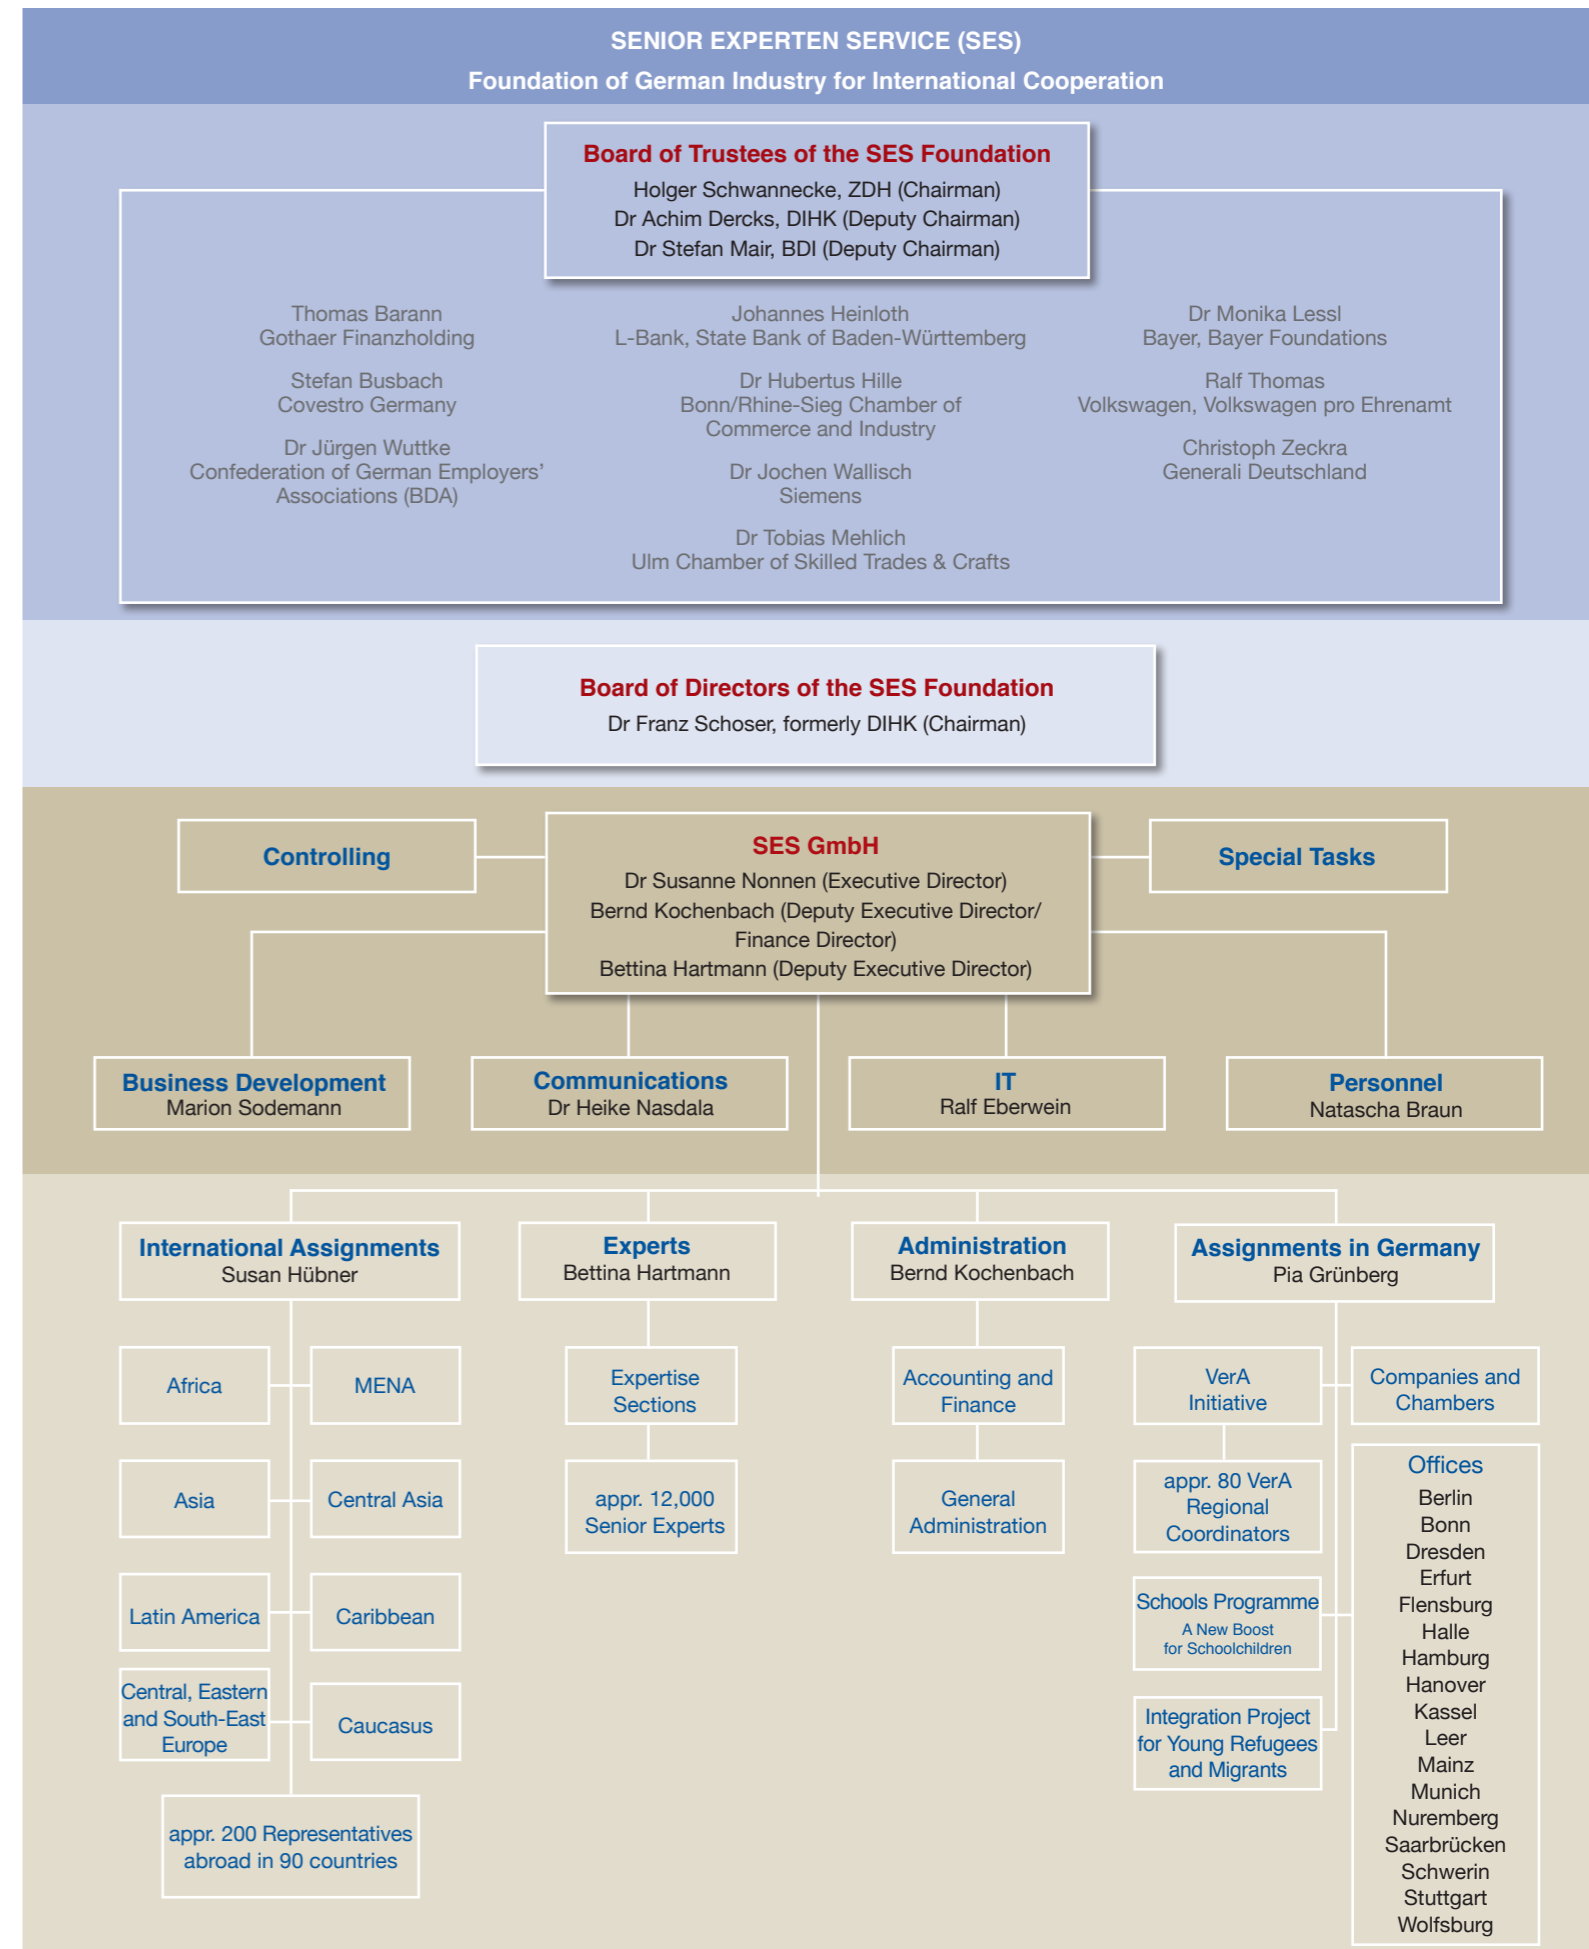 SENIOR EXPERTEN SERVICE (SES)
Foundation of German Industry for International Cooperation
Board of Trustees of the SES Foundation
Holger Schwannecke, ZDH (Chairman)
Dr Achim Dercks, DIHK (Deputy Chairman)
Dr Stefan Mair, BDI (Deputy Chairman)
Thomas Barann
Gothaer Finanzholding
Stefan Busbach
Covestro Germany
Dr Jürgen Wuttke
Confederation of German Employers’
Associations (BDA)
Johannes Heinloth
L-Bank, State Bank of Baden-Württemberg
Dr Hubertus Hille
Bonn/Rhine-Sieg Chamber of
Commerce and Industry
Dr Jochen Wallisch
Siemens
Dr Tobias Mehlich
Ulm Chamber of Skilled Trades & Crafts
Dr Monika Lessl
Bayer, Bayer Foundations
Ralf Thomas
Volkswagen, Volkswagen pro Ehrenamt
Christoph Zeckra
Generali Deutschland
Board of Directors of the SES Foundation
Dr Franz Schoser, formerly DIHK (Chairman)
Controlling
SES GmbH
Dr Susanne Nonnen (Executive Director)
Bernd Kochenbach (Deputy Executive Director/
Finance Director)
Bettina Hartmann (Deputy Executive Director)
Special Tasks
Business Development
Marion Sodemann
Communications
Dr Heike Nasdala
IT
Ralf Eberwein
Personnel
Natascha Braun
International Assignments
Susan Hübner
Experts
Bettina Hartmann
Administration
Bernd Kochenbach
Assignments in Germany
Pia Grünberg
Africa
MENA
Asia
Central Asia
Latin America
Caribbean
Central, Eastern
and South-East
Europe
Caucasus
appr. 200 Representatives
abroad in 90 countries
Expertise
Sections
appr. 12,000
Senior Experts
Accounting and
Finance
General
Administration
VerA
Initiative
Companies and
Chambers
appr. 80 VerA
Regional
Coordinators
Schools Programme
A New Boost
for Schoolchildren
Integration Project
for Young Refugees
and Migrants
Offices
Berlin
Bonn
Dresden
Erfurt
Flensburg
Halle
Hamburg
Hanover
Kassel
Leer
Mainz
Munich
Nuremberg
Saarbrücken
Schwerin
Stuttgart
Wolfsburg